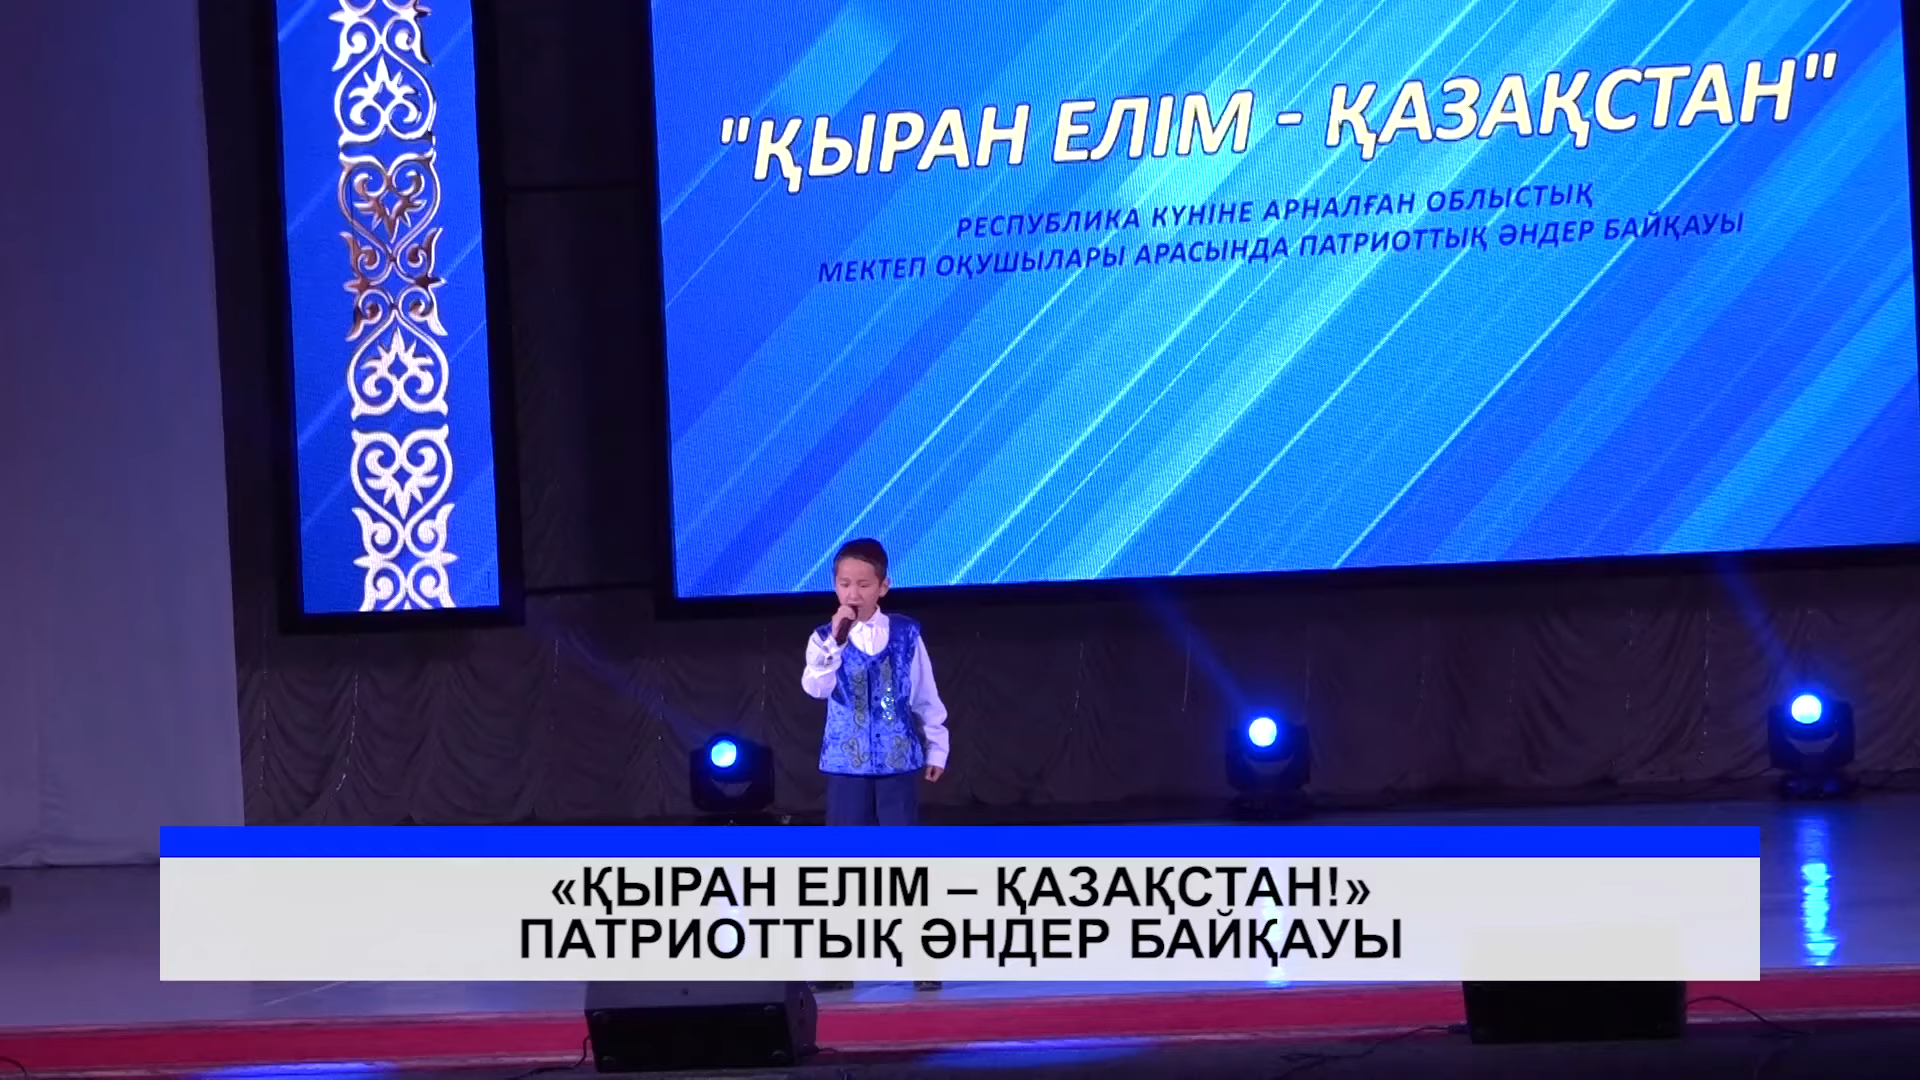 "ҚЫРАН ЕЛІМ - ҚАЗАҚСТАН"
РЕСПУБЛИКА КҮНІНЕ АРНАЛҒАН ОБЛЫСТЫҚ
МЕКТЕП ОҚУШЫЛАРЫ АРАСЫНДА ПАТРИОТТЫҚ ӘНДЕР БАЙҚАУЫ
«ҚЫРАН ЕЛІМ – ҚАЗАҚСТАН!»
ПАТРИОТТЫҚ ӘНДЕР БАЙҚАУЫ